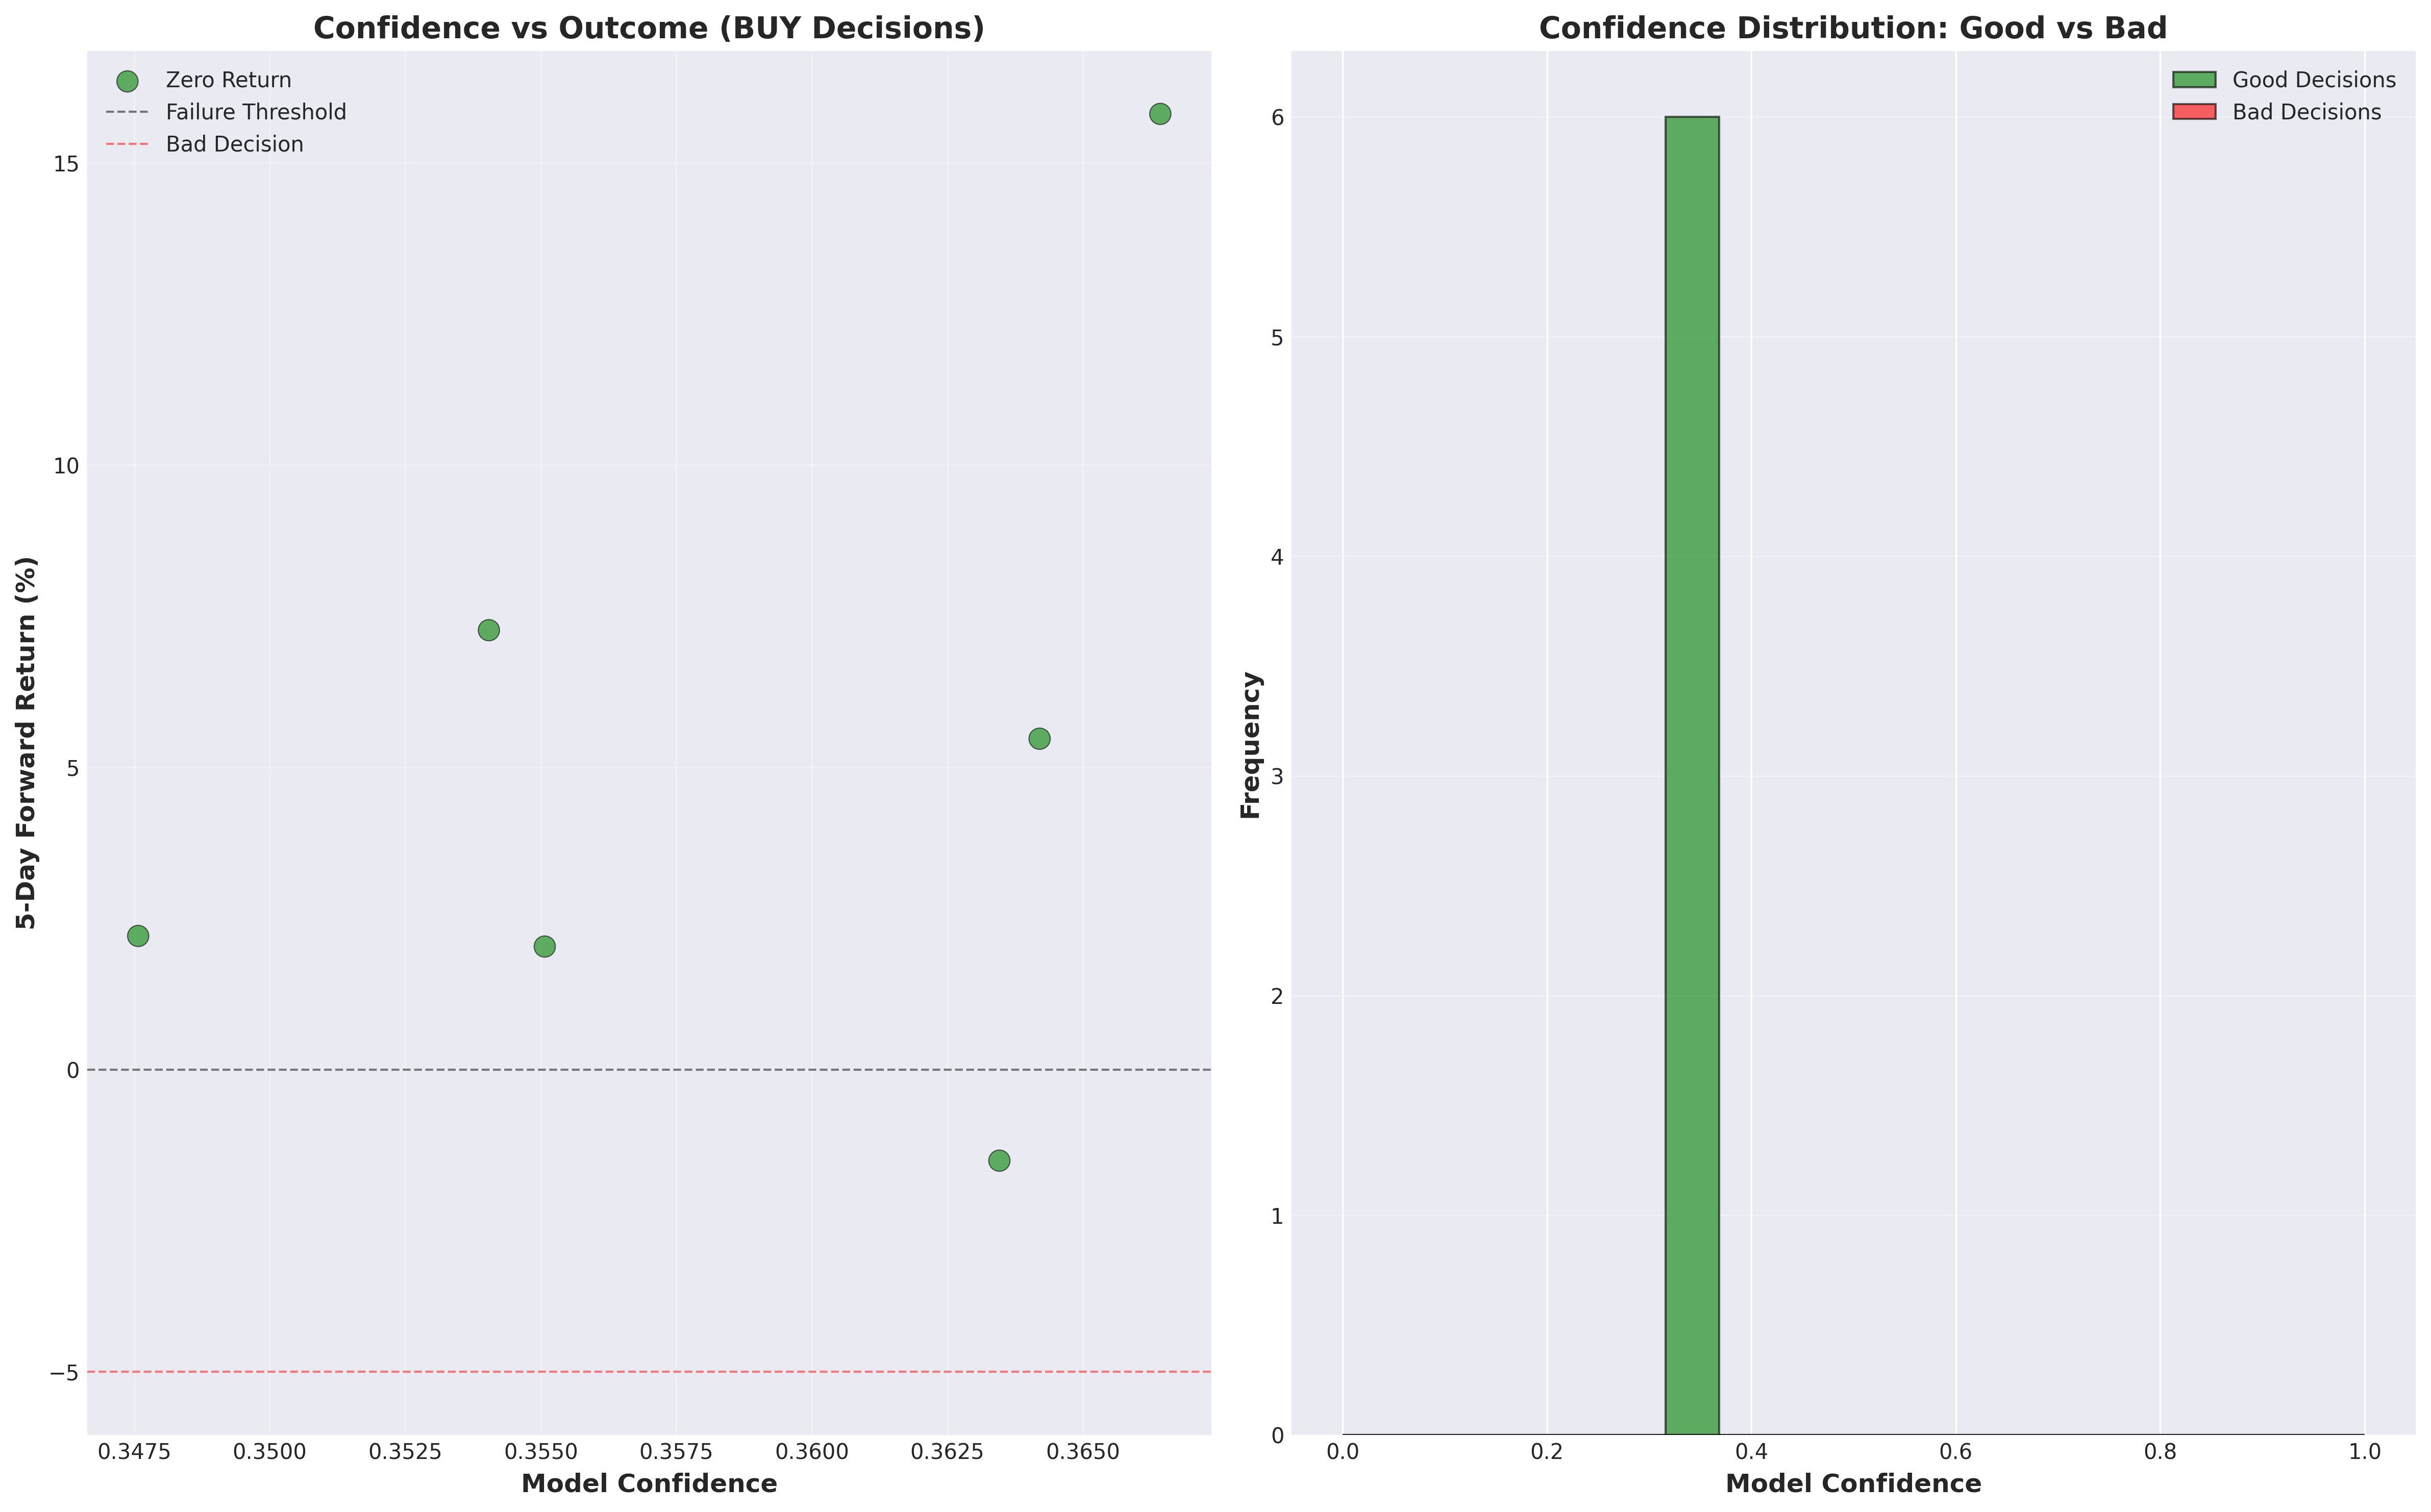 Confidence vs Outcome (BUY Decisions)
Zero Return
Failure Threshold
Bad Decision
15
10
5
0
−5
5-Day Forward Return (%)
0.3475 0.3500 0.3525 0.3550 0.3575 0.3600 0.3625 0.3650
Model Confidence
Confidence Distribution: Good vs Bad
Good Decisions
Bad Decisions
6
5
4
3
2
1
0
Frequency
0.0 0.2 0.4 0.6 0.8 1.0
Model Confidence